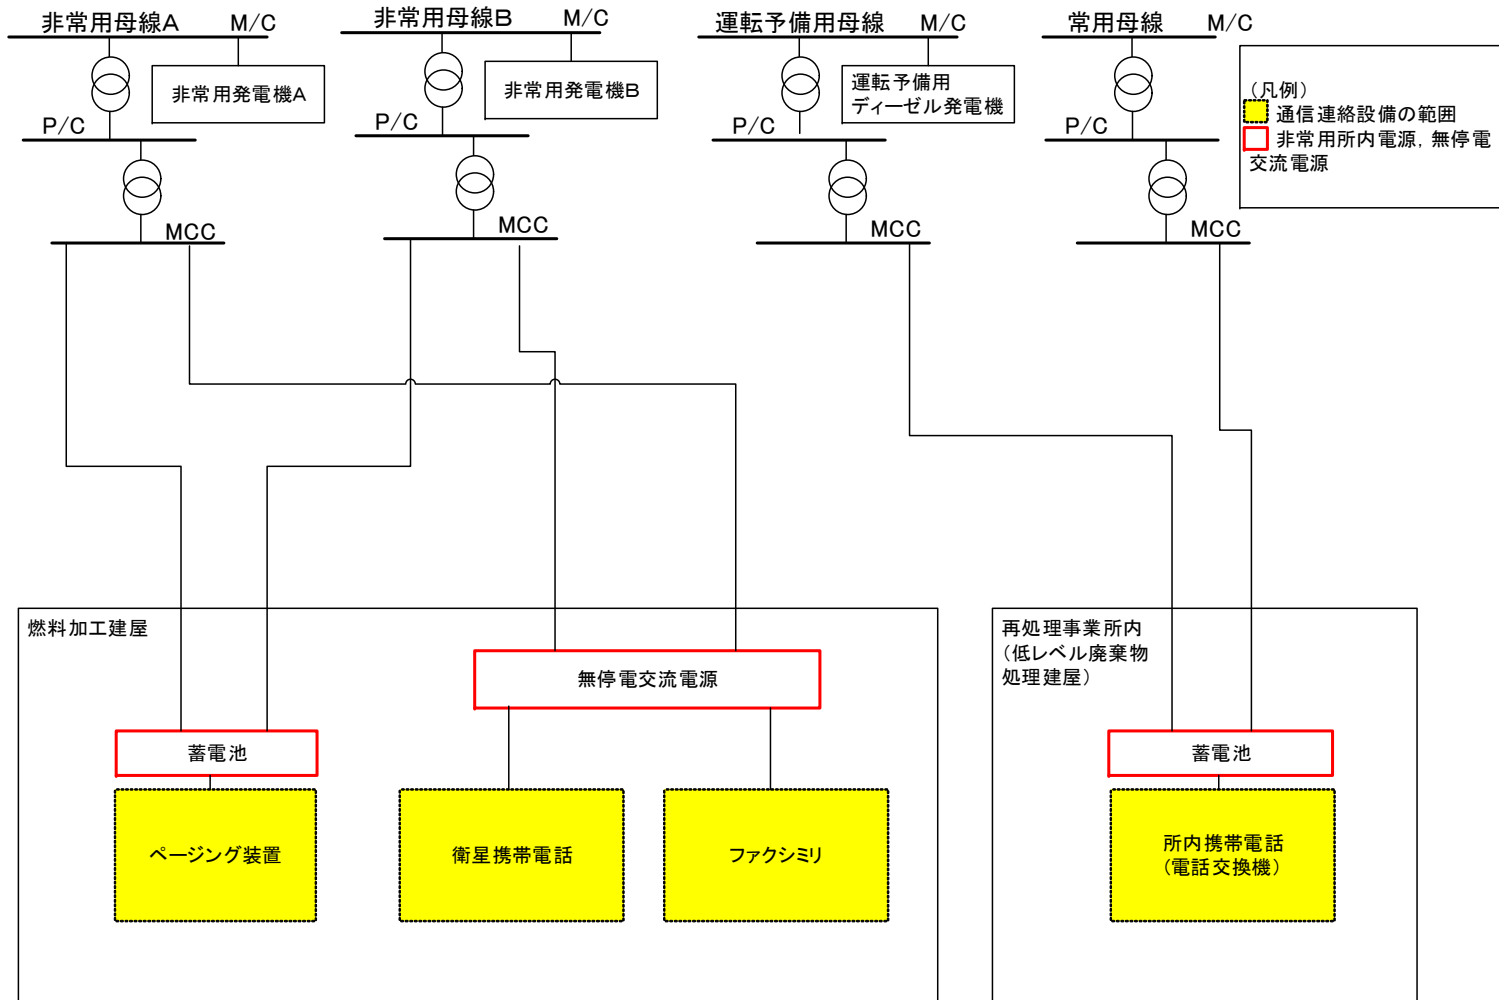 非常用母線A M/C
非常用母線B M/C
運転予備用母線 M/C
常用母線 M/C
非常用発電機A
非常用発電機B
運転予備用
ディーゼル発電機
(凡例)
通信連絡設備の範囲
非常用所内電源, 無停電
交流電源
P/C
P/C
P/C
P/C
MCC
MCC
MCC
MCC
燃料加工建屋
無停電交流電源
蓄電池
ページング装置
衛星携帯電話
ファクシミリ
再処理事業所内
(低レベル廃棄物
処理建屋)
蓄電池
所内携帯電話
(電話交換機)